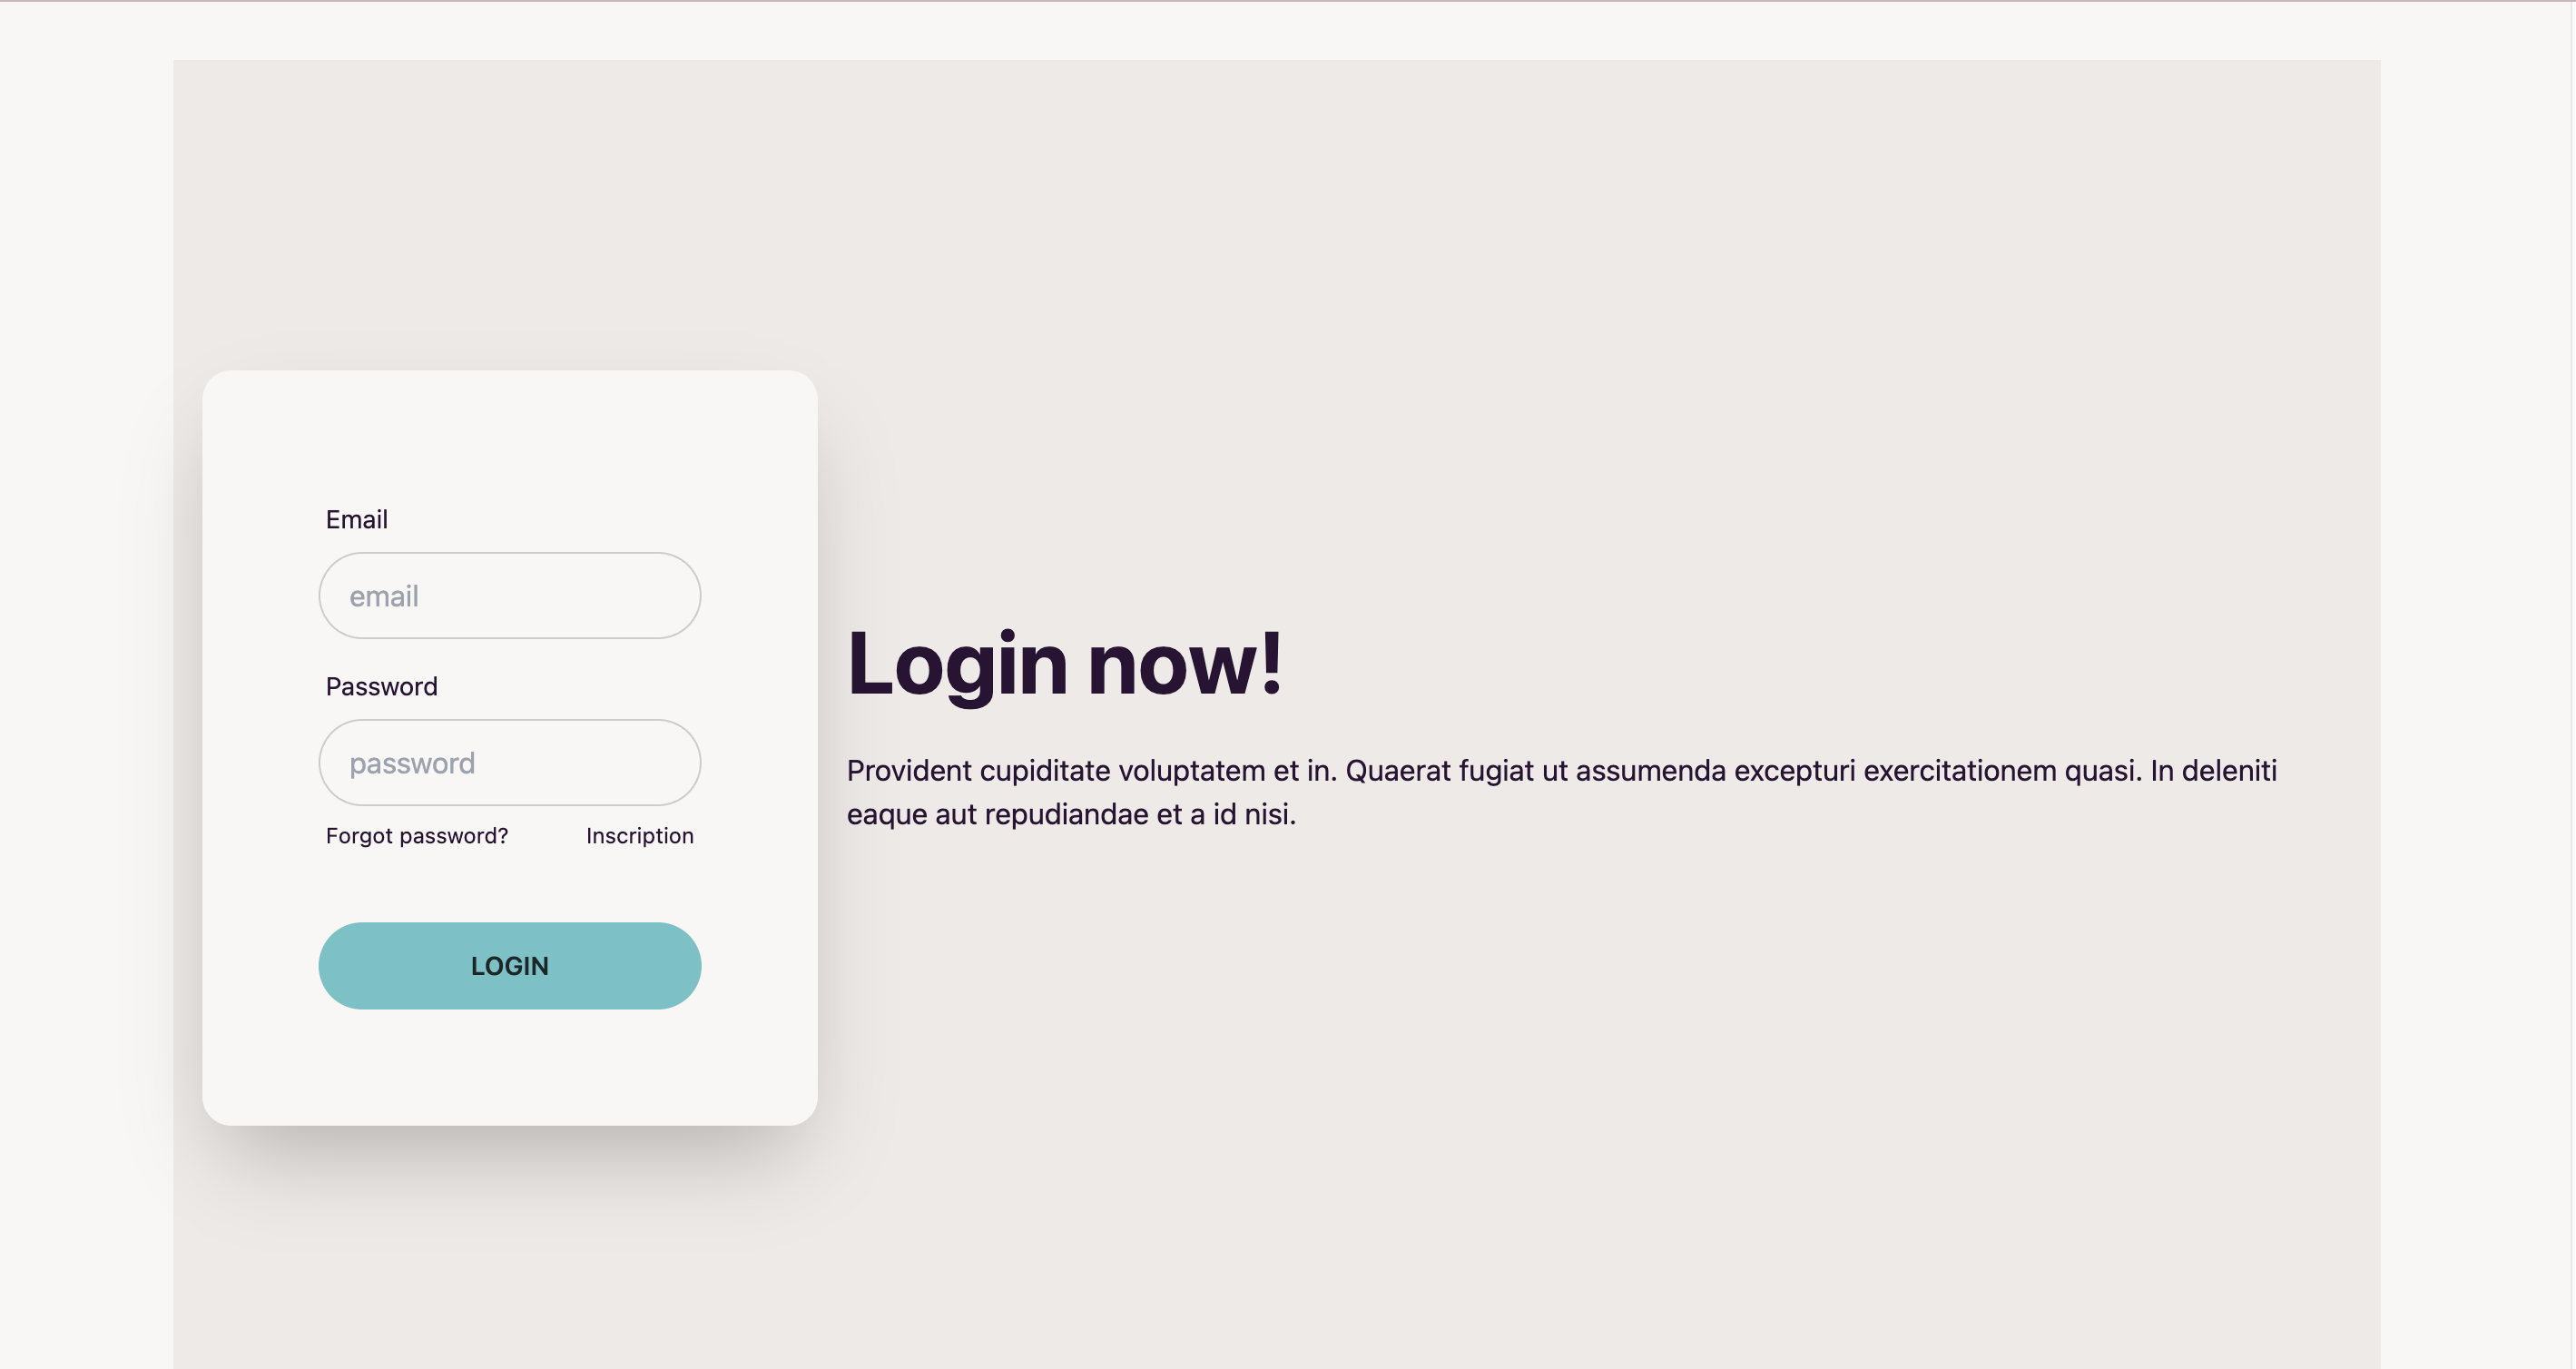 Email
email
Password
password
Forgot password? Inscription
LOGIN
Login now!
Provident cupiditate voluptatem et in. Quaerat fugiat ut assumenda excepturi exercitationem quasi. In deleniti
eaque aut repudiandae et a id nisi.